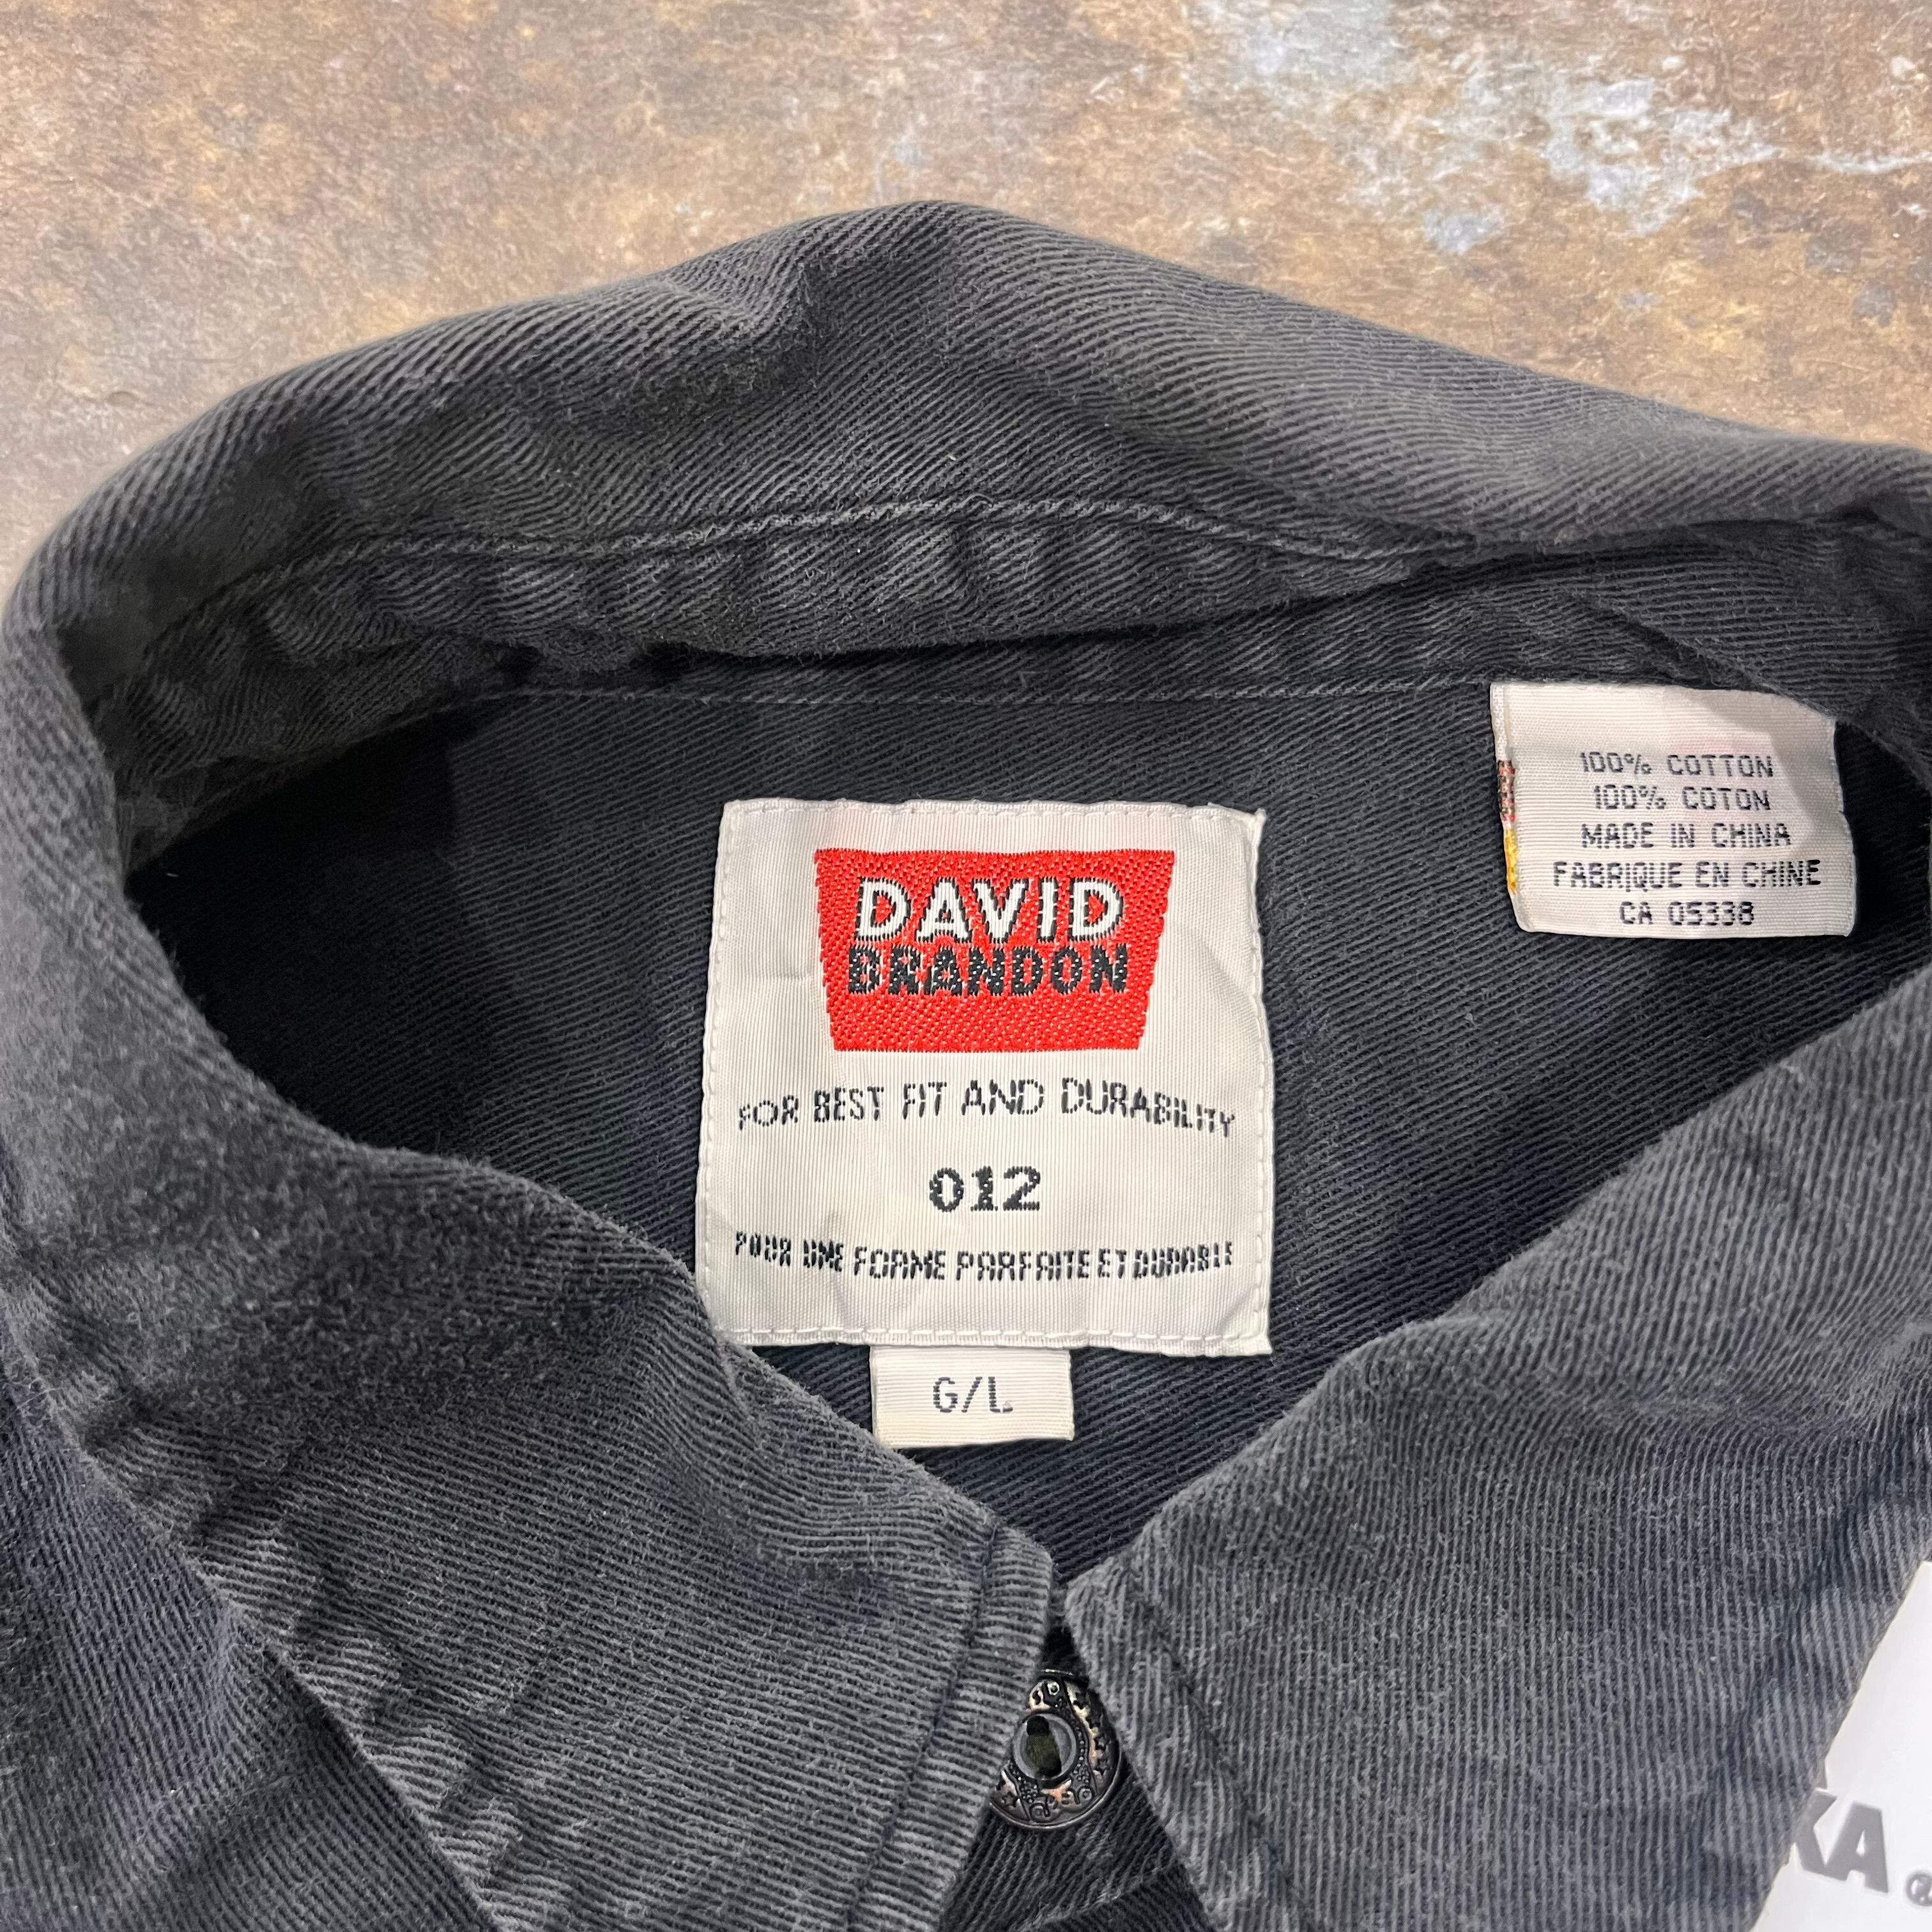 100% COTTON
100% COTON
MADE IN CHINA
FABRIQUE EN CHINE
CA 05338
DAVID
BRANDON
FOR BEST FIT AND DURABILITY
012
POUR UNE FORME PARFAITE ET DURABLE
G/L
KA ®